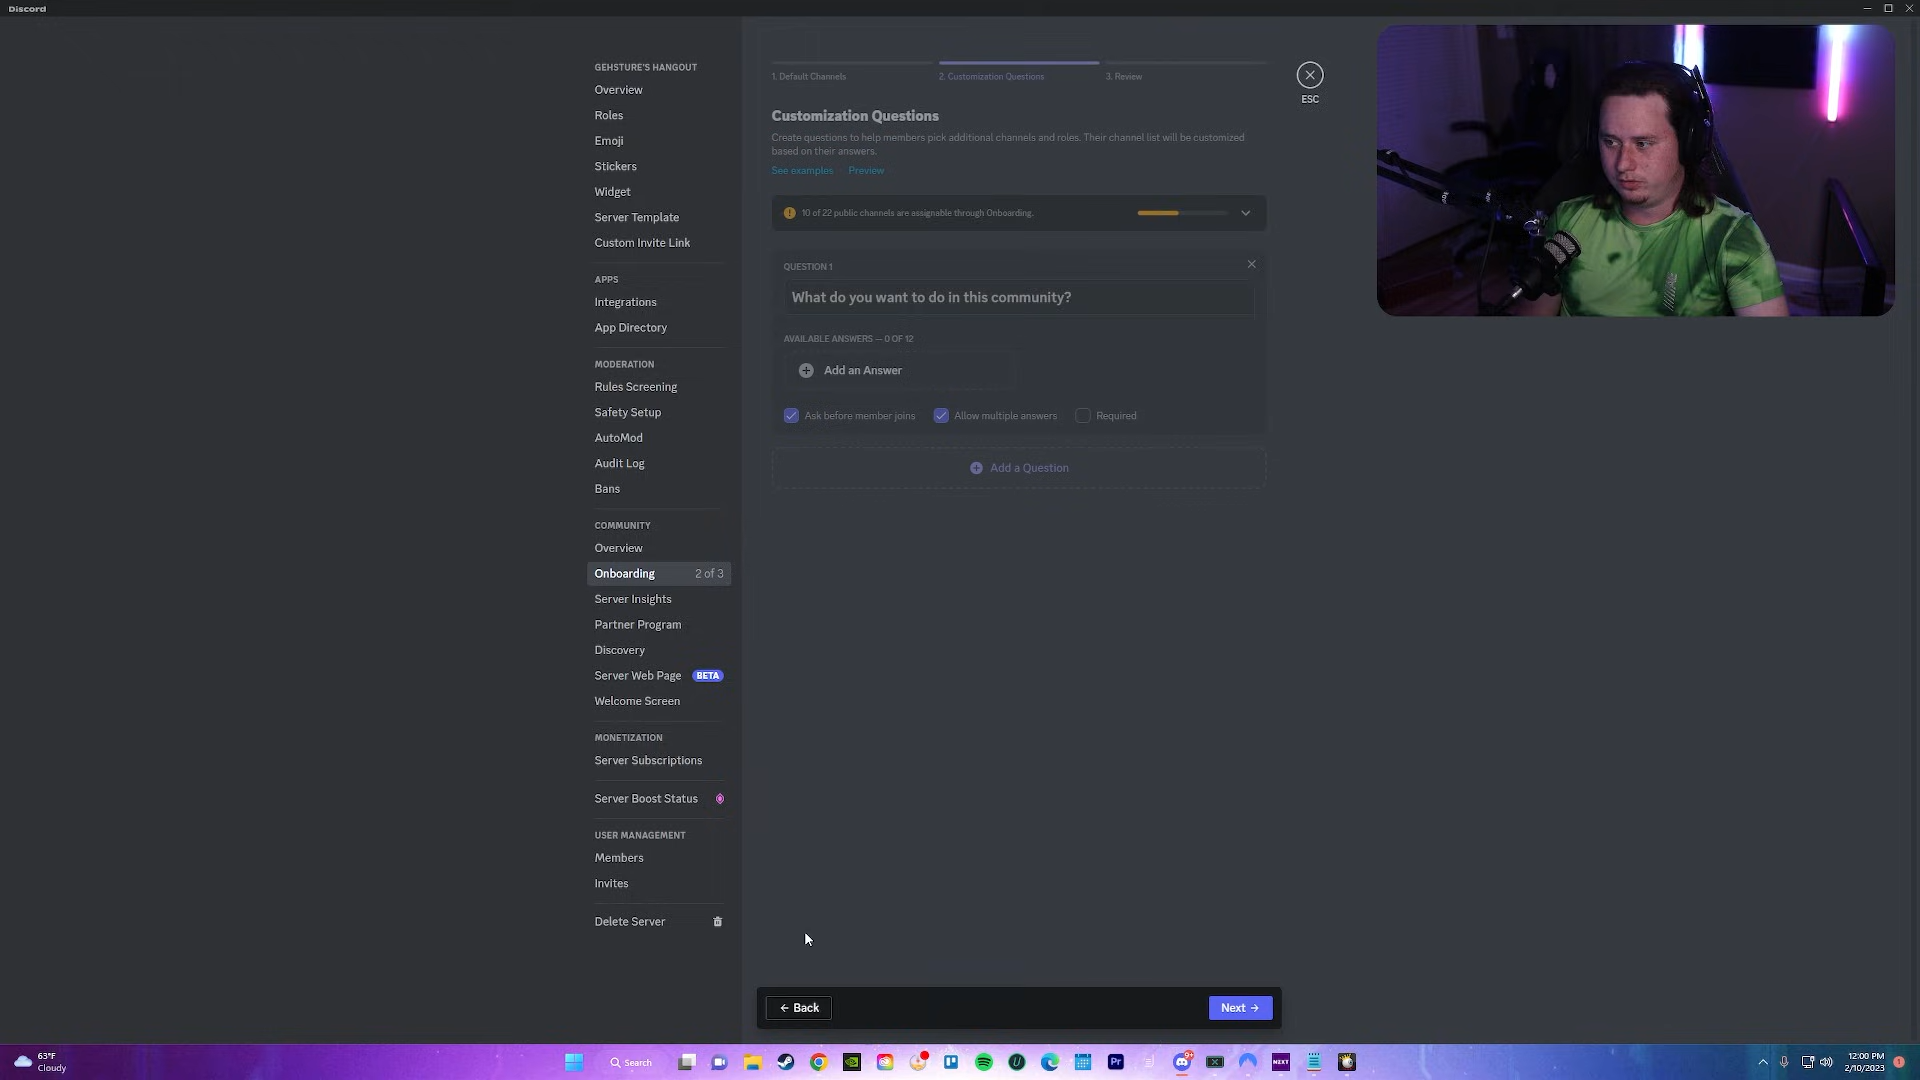 Discord
GEHSTURE'S HANGOUT
Overview
Roles
Emoji
Stickers
Widget
Server Template
Custom Invite Link
APPS
Integrations
App Directory
MODERATION
Rules Screening
Safety Setup
AutoMod
Audit Log
Bans
COMMUNITY
Overview
Onboarding 2 of 3
Server Insights
Partner Program
Discovery
Server Web Page BETA
Welcome Screen
MONETIZATION
Server Subscriptions
Server Boost Status
USER MANAGEMENT
Members
Invites
Delete Server
1. Default Channels 2. Customization Questions 3. Review
ESC
Customization Questions
Create questions to help members pick additional channels and roles. Their channel list will be customized
based on their answers.
See examples Preview
10 of 22 public channels are assignable through Onboarding.
QUESTION 1
What do you want to do in this community?
AVAILABLE ANSWERS — 0 OF 12
Add an Answer
Ask before member joins Allow multiple answers Required
Add a Question
← Back Next →
63°F
Cloudy
Search
Pr
9+
NEXT
12:00 PM
2/10/2023
1